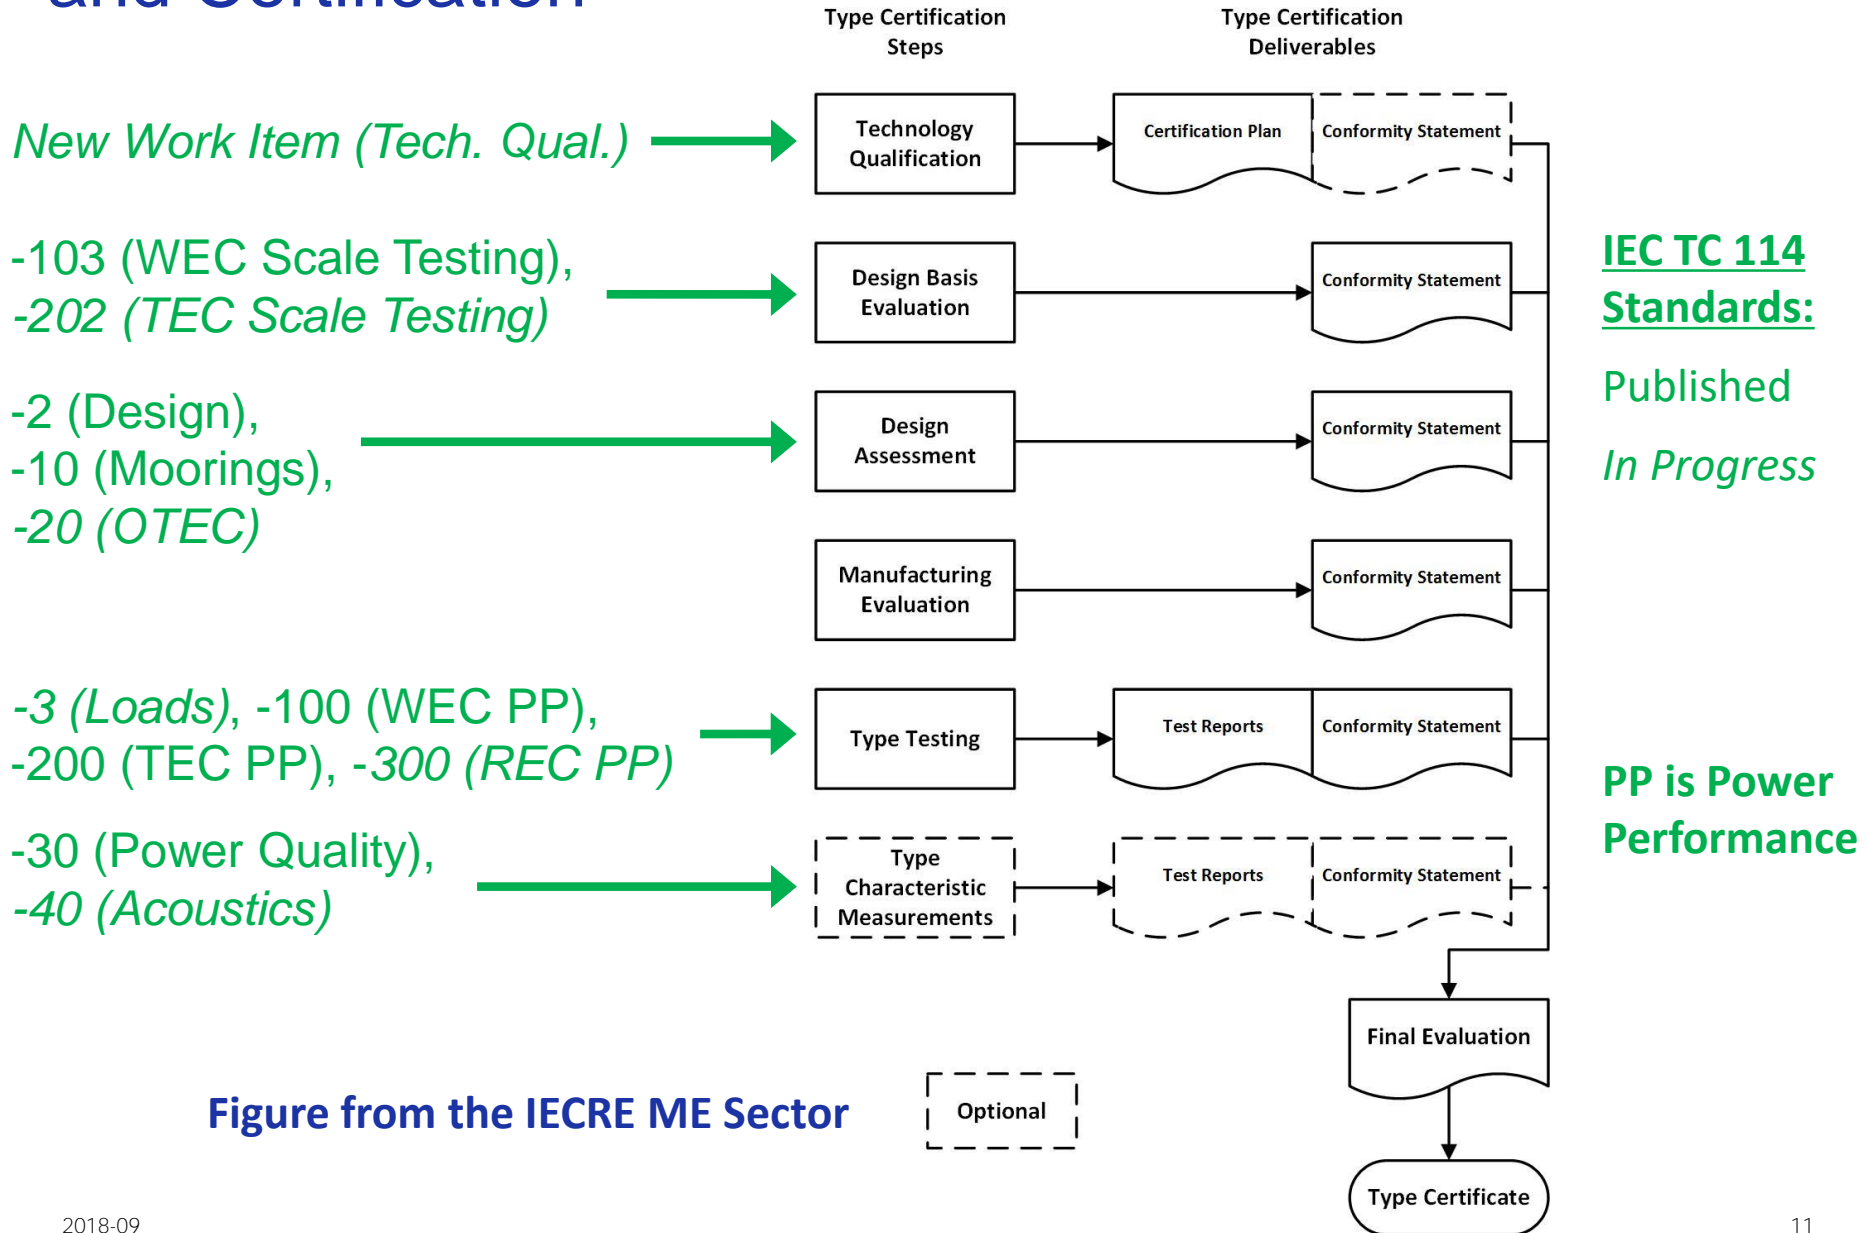 and Certification
Type Certification
Steps
Type Certification
Deliverables
New Work Item (Tech. Qual.)
Technology
Qualification
Certification Plan
Conformity Statement
-103 (WEC Scale Testing),
-202 (TEC Scale Testing)
Design Basis
Evaluation
Conformity Statement
IEC TC 114
Standards:
Published
In Progress
-2 (Design),
-10 (Moorings),
-20 (OTEC)
Design
Assessment
Conformity Statement
Manufacturing
Evaluation
Conformity Statement
-3 (Loads), -100 (WEC PP),
-200 (TEC PP), -300 (REC PP)
Type Testing
Test Reports
Conformity Statement
PP is Power
Performance
-30 (Power Quality),
-40 (Acoustics)
Type
Characteristic
Measurements
Test Reports
Conformity Statement
Final Evaluation
Figure from the IECRE ME Sector
Optional
Type Certificate
2018-09
11